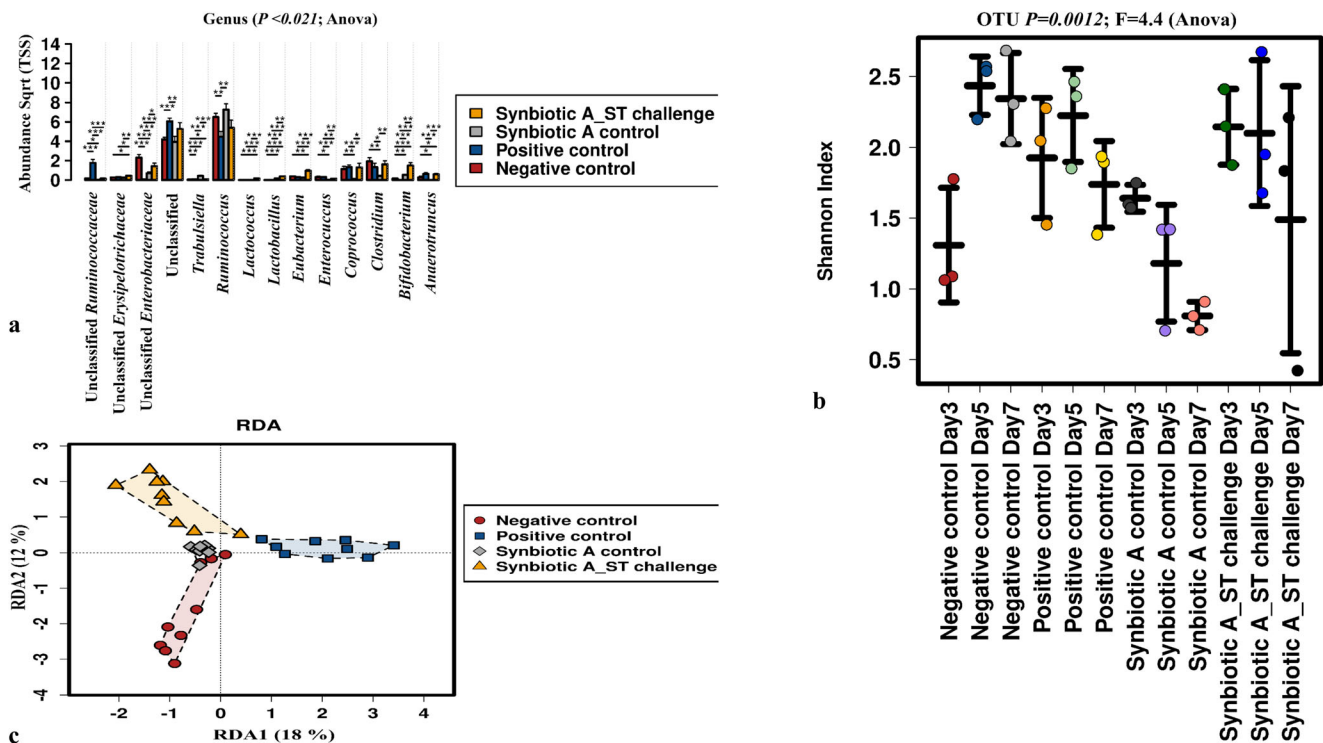 Genus (P <0.021; Anova)
Abundance Sqrt (TSS)
14
12
10
8
6
4
2
0
Unclassified Ruminoccaceae
Unclassified Erysipelotrichaceae
Unclassified Enterobacteriaceae
Unclassified
Trabulsiella
Ruminococcus
Lactococcus
Lactobacillus
Eubacterium
Enterucoccus
Coprococcus
Clostridium
Bifidobacterium
Anaerotruncus
Synbiotic A_ST challenge
Synbiotic A control
Positive control
Negative control
a
OTU P=0.0012; F=4.4 (Anova)
Shannon Index
2.5
2.0
1.5
1.0
0.5
Negative control Day3
Negative control Day5
Negative control Day7
Positive control Day3
Positive control Day5
Positive control Day7
Synbiotic A control Day3
Synbiotic A control Day5
Synbiotic A control Day7
Synbiotic A_ST challenge Day3
Synbiotic A_ST challenge Day5
Synbiotic A_ST challenge Day7
b
RDA
RDA2 (12 %)
3
2
1
0
-1
-2
-3
-4
-2 -1 0 1 2 3 4
RDA1 (18 %)
Negative control
Positive control
Synbiotic A control
Synbiotic A_ST challenge
c